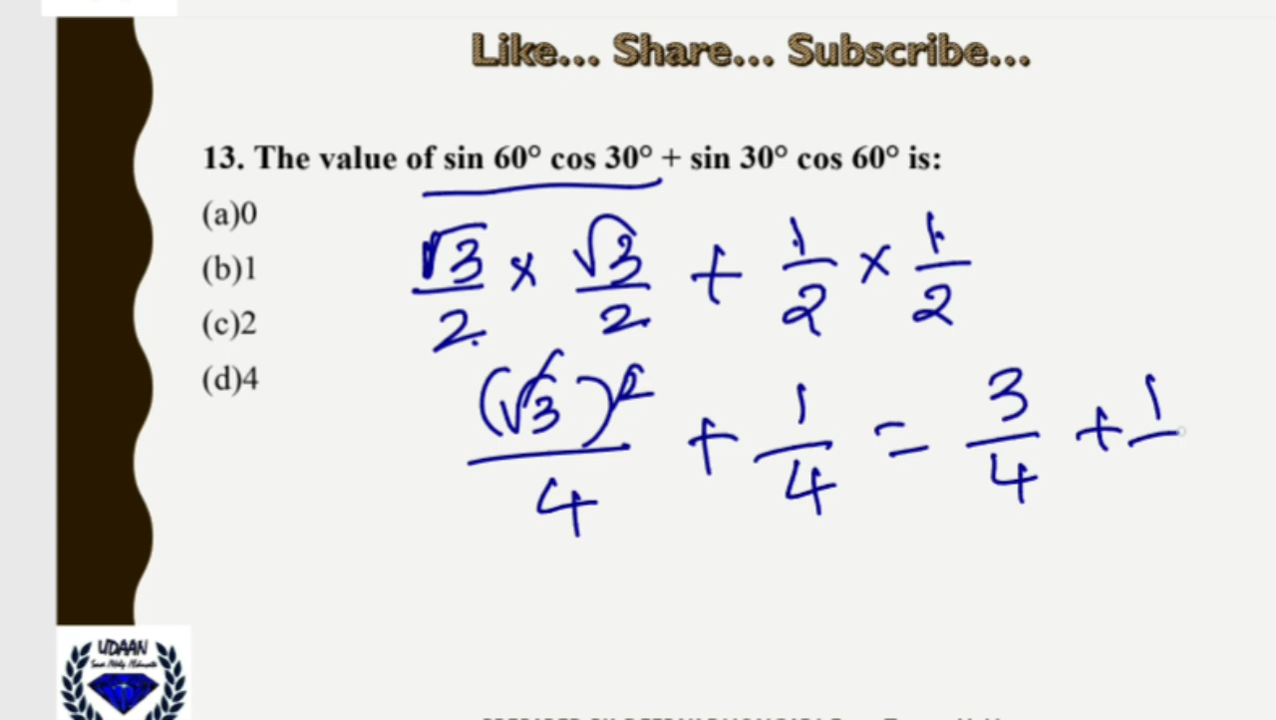 Like... Share... Subscribe...
13. The value of sin 60° cos 30° + sin 30° cos 60° is:
(a)0
(b)1
(c)2
(d)4
√3/2 × √3/2 + 1/2 × 1/2
(√3)²/4 + 1/4 = 3/4 + 1
UDAAN